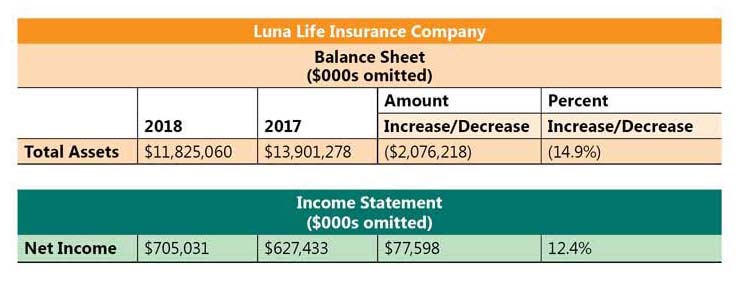 Luna Life Insurance Company
Balance Sheet
($000s omitted)
Amount Percent
2018 2017 Increase/Decrease Increase/Decrease
Total Assets $11,825,060 $13,901,278 ($2,076,218) (14.9%)
Income Statement
($000s omitted)
Net Income $705,031 $627,433 $77,598 12.4%